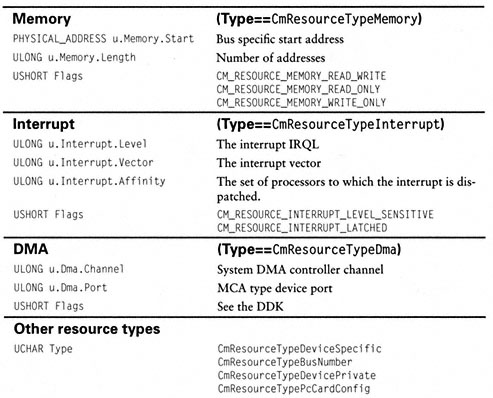 Memory (Type==CmResourceTypeMemory)
PHYSICAL_ADDRESS u.Memory.Start Bus specific start address
ULONG u.Memory.Length Number of addresses
USHORT Flags CM_RESOURCE_MEMORY_READ_WRITE
CM_RESOURCE_MEMORY_READ_ONLY
CM_RESOURCE_MEMORY_WRITE_ONLY
Interrupt (Type==CmResourceTypeInterrupt)
ULONG u.Interrupt.Level The interrupt IRQL
ULONG u.Interrupt.Vector The interrupt vector
ULONG u.Interrupt.Affinity The set of processors to which the interrupt is dis-
patched.
USHORT Flags CM_RESOURCE_INTERRUPT_LEVEL_SENSITIVE
CM_RESOURCE_INTERRUPT_LATCHED
DMA (Type==CmResourceTypeDma)
ULONG u.Dma.Channel System DMA controller channel
ULONG u.Dma.Port MCA type device port
USHORT Flags See the DDK
Other resource types
UCHAR Type CmResourceTypeDeviceSpecific
CmResourceTypeBusNumber
CmResourceTypeDevicePrivate
CmResourceTypePcCardConfig